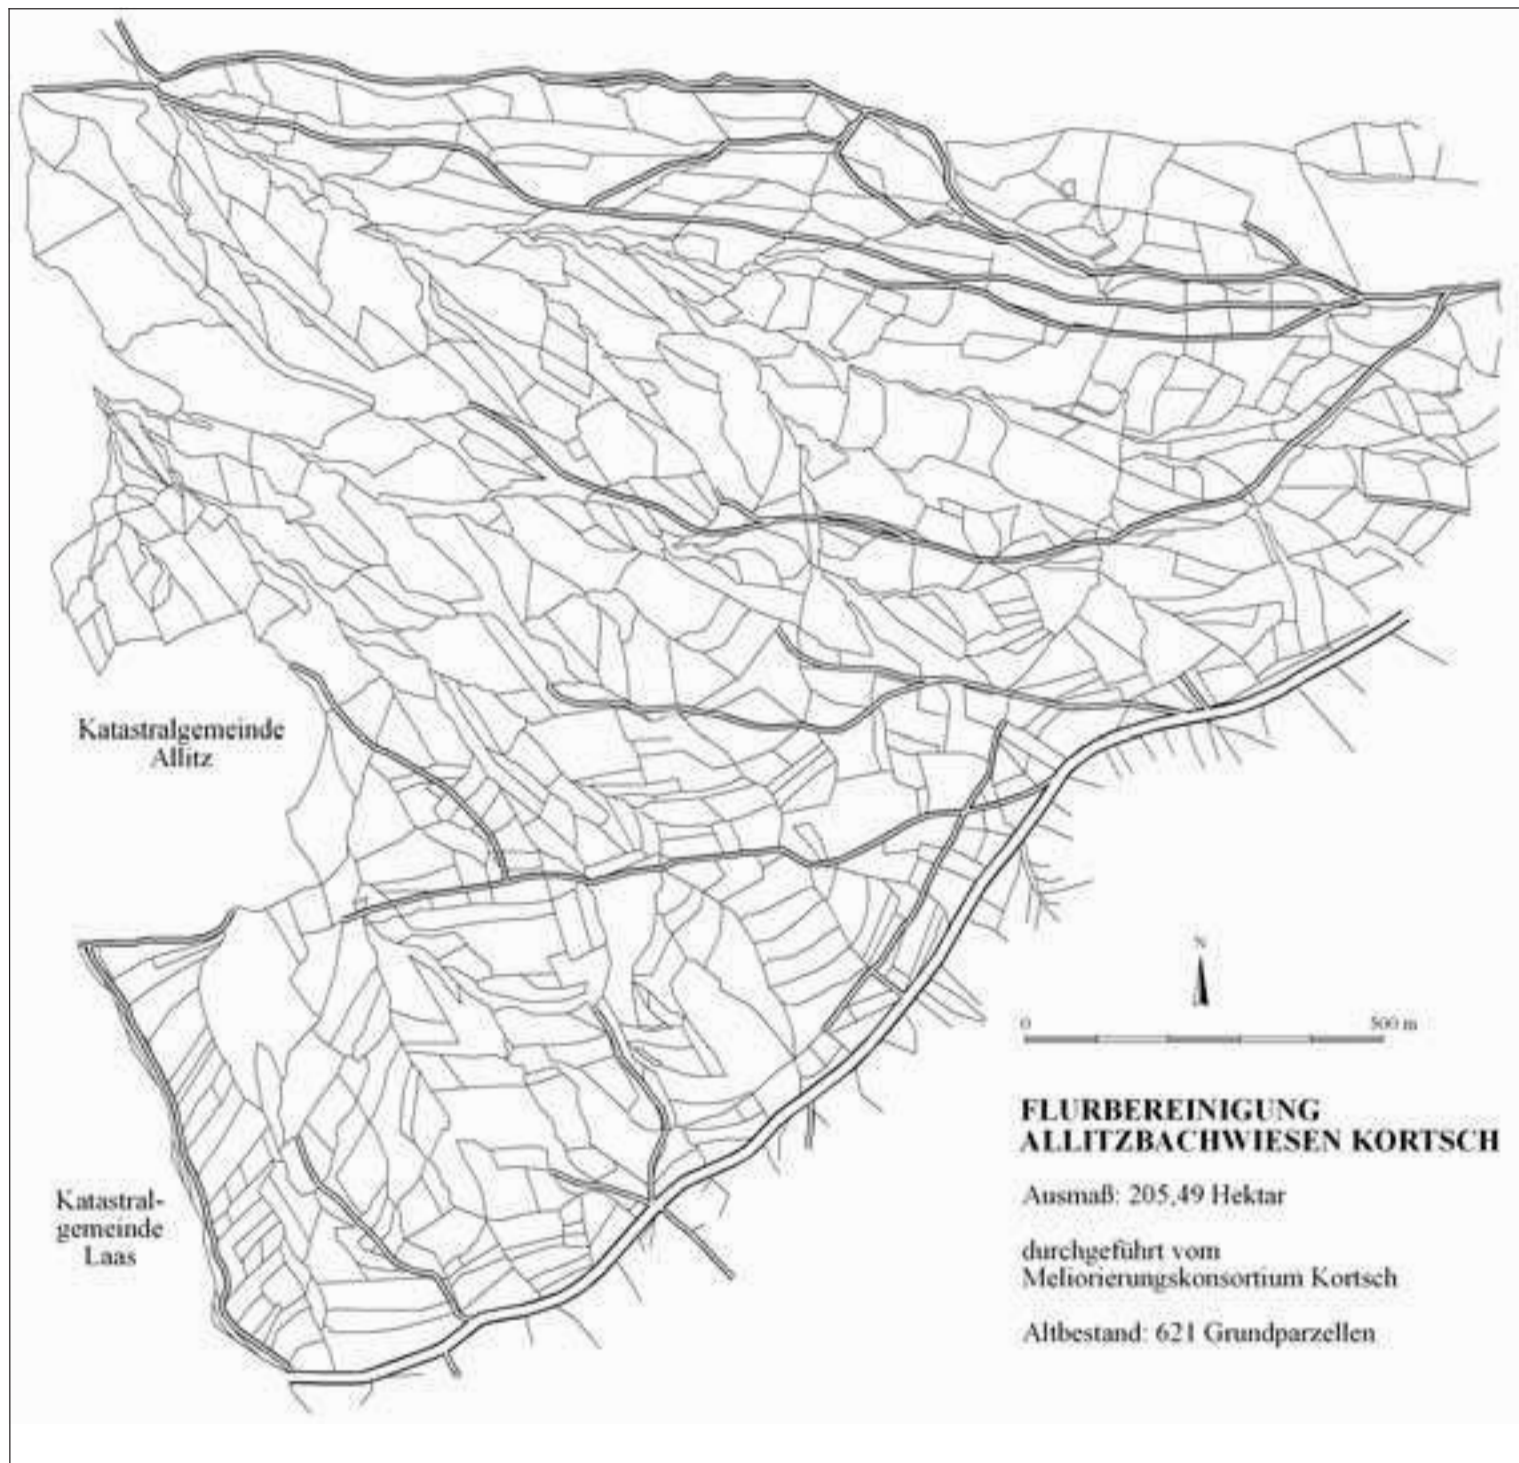 Katastralgemeinde
Allitz
Katastral-
gemeinde
Laas
N
0 500 m
FLURBEREINIGUNG
ALLITZBACHWIESEN KORTSCH
Ausmaß: 205,49 Hektar
durchgeführt vom
Meliorierungskonsortium Kortsch
Altbestand: 621 Grundparzellen